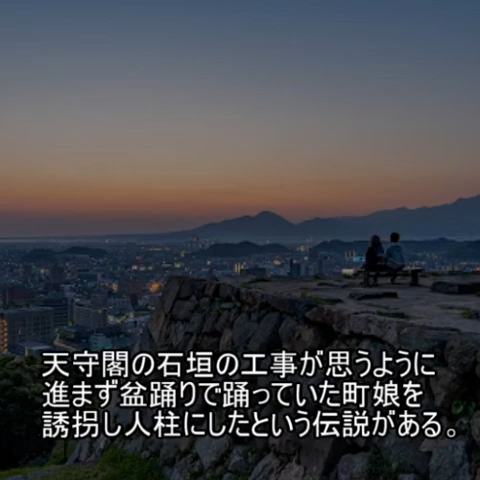 天守閣の石垣の工事が思うように
進まず盆踊りで踊っていた町娘を
誘拐し人柱にしたという伝説がある。